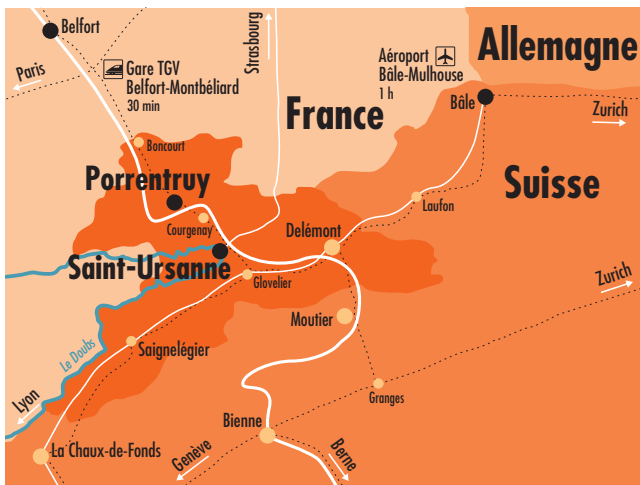 Belfort
Paris
Gare TGV
Belfort-Montbéliard
30 min
Strasbourg
Aéroport
Bâle-Mulhouse
1 h
Allemagne
France
Bâle
Zurich
Boncourt
Porrentruy
Suisse
Laufon
Courgenay
Delémont
Saint-Ursanne
Glovelier
Zurich
Moutier
Le Doubs
Saignelégier
Granges
Lyon
Bienne
La Chaux-de-Fonds
Genève
Berne